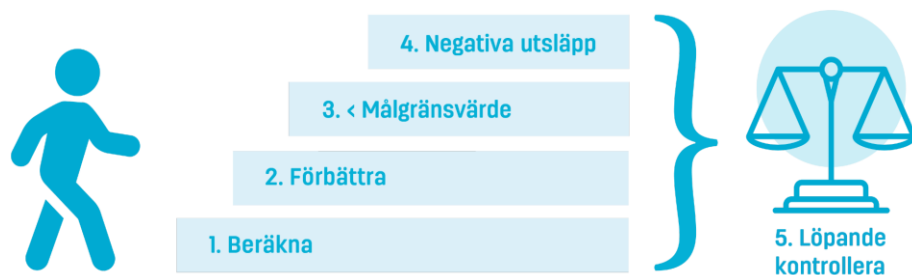 4. Negativa utsläpp
3. < Målgränsvärde
2. Förbättra
1. Beräkna
5. Löpande
kontrollera